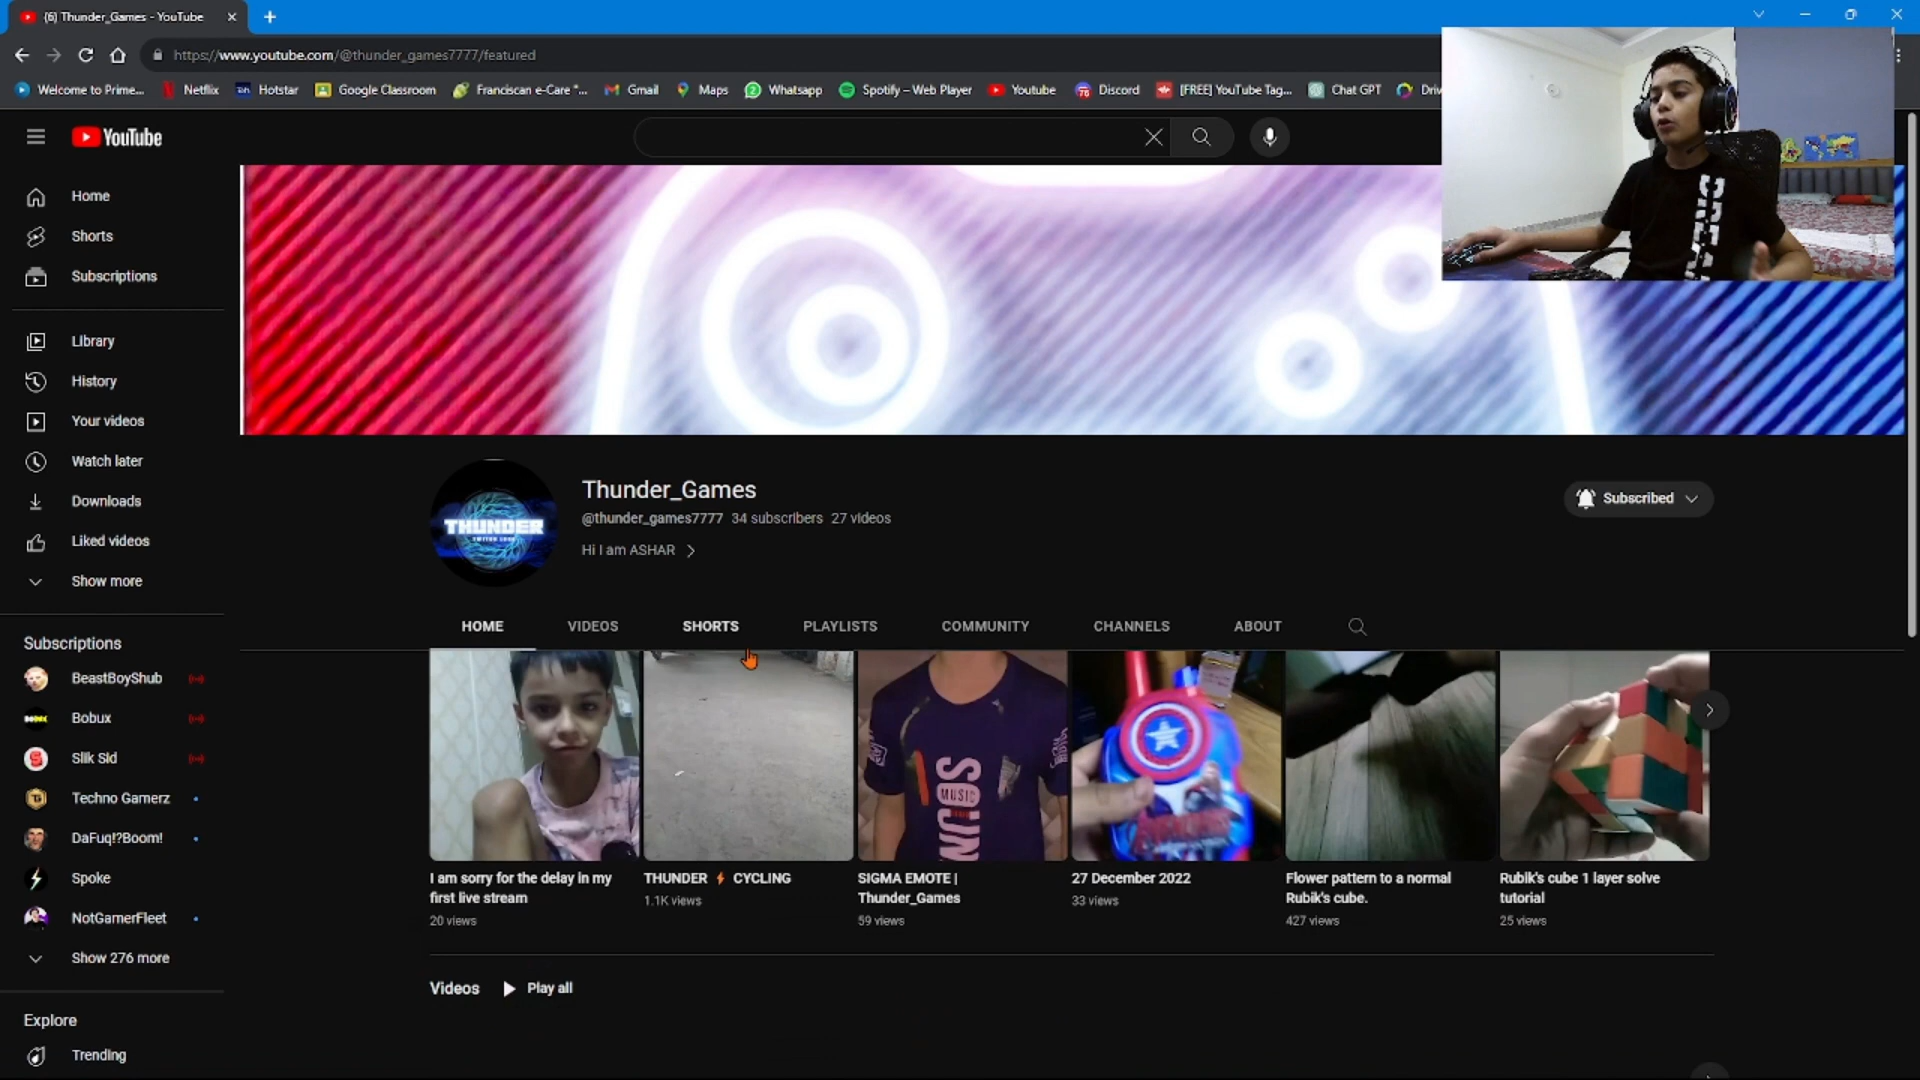 (6) Thunder_Games - YouTube
https://www.youtube.com/@thunder_games7777/featured
Welcome to Prime...
Netflix
Hotstar
Google Classroom
Franciscan e-Care "...
Gmail
Maps
Whatsapp
Spotify – Web Player
Youtube
Discord
[FREE] YouTube Tag...
Chat GPT
Driv
YouTube
Home
Shorts
Subscriptions
Library
History
Your videos
Watch later
Downloads
Liked videos
Show more
Subscriptions
BeastBoyShub
Bobux
Slik Sid
Techno Gamerz
DaFuq!?Boom!
Spoke
NotGamerFleet
Show 276 more
Explore
Trending
THUNDER
Thunder_Games
@thunder_games7777 34 subscribers 27 videos
Hi I am ASHAR
Subscribed
HOME
VIDEOS
SHORTS
PLAYLISTS
COMMUNITY
CHANNELS
ABOUT
SOUN
MUSIC
AVENGERS
I am sorry for the delay in my
first live stream
20 views
THUNDER ⚡ CYCLING
1.1K views
SIGMA EMOTE |
Thunder_Games
59 views
27 December 2022
33 views
Flower pattern to a normal
Rubik's cube.
427 views
Rubik's cube 1 layer solve
tutorial
25 views
Videos
Play all